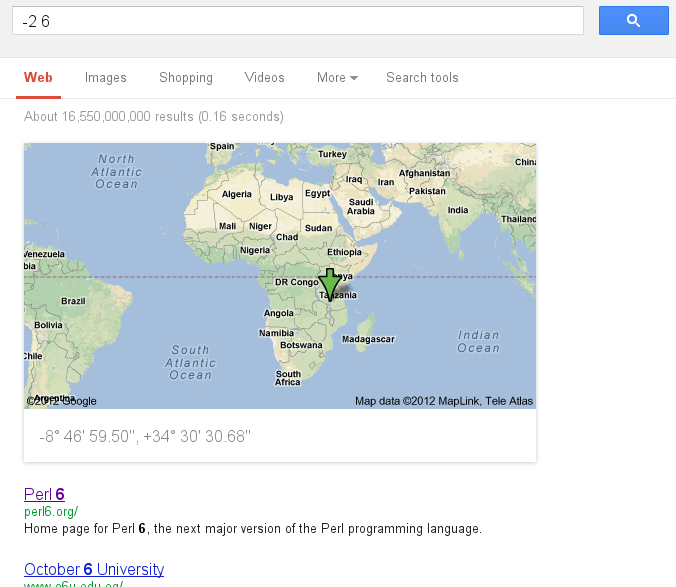 -2 6
Web Images Shopping Videos More Search tools
About 16,550,000,000 results (0.16 seconds)
North
Atlantic
Ocean
Spain
Turkey
China
Iraq
Iran
Afghanistan
Pakistan
Algeria
Libya
Egypt
Saudi
Arabia
India
Thailand
Mali
Niger
Chad
Sudan
Nigeria
Ethiopia
Venezuela
bia
DR Congo
nya
Tanzania
Brazil
Angola
Bolivia
Namibia
Botswana
Madagascar
Indian
Ocean
South
Atlantic
Ocean
Chile
South
Africa
Argentina
©2012 Google
Map data ©2012 MapLink, Tele Atlas
-8° 46' 59.50", +34° 30' 30.68"
Perl 6
perl6.org/
Home page for Perl 6, the next major version of the Perl programming language.
October 6 University
www.o6u.edu.eg/